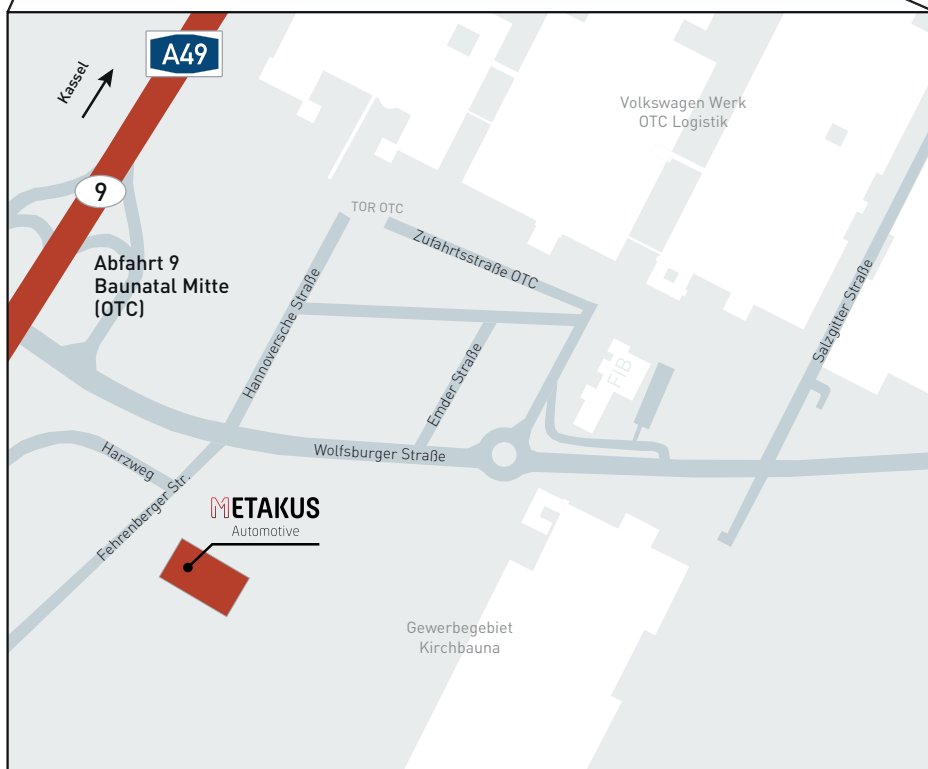 A49
Kassel
Volkswagen Werk
OTC Logistik
9
TOR OTC
Zufahrtsstraße OTC
Abfahrt 9
Baunatal Mitte
(OTC)
Hannoversche Straße
Salzgitter Straße
Emder Straße
FIB
Wolfsburger Straße
Harzweg
Fehrenberger Str.
METAKUS
Automotive
Gewerbegebiet
Kirchbauna